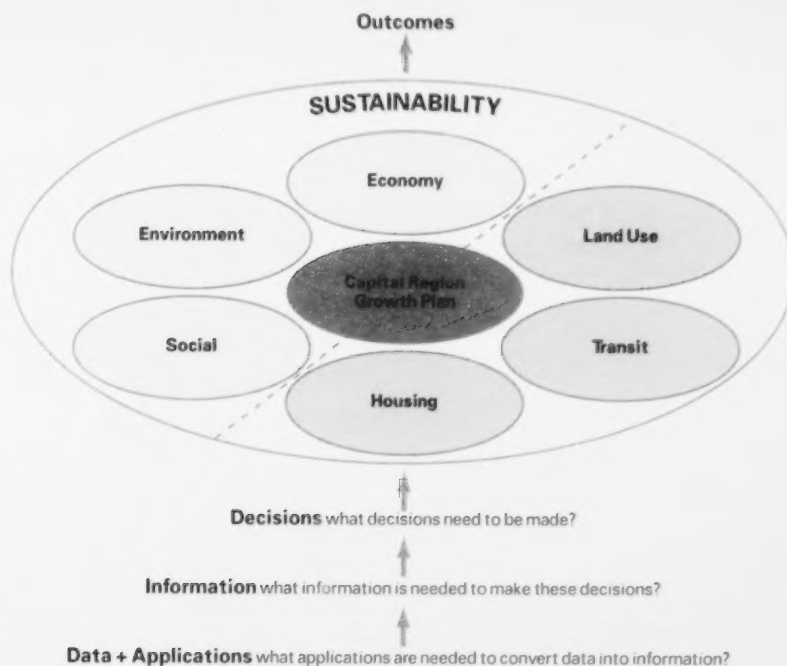 Outcomes
SUSTAINABILITY
Economy
Environment
Land Use
Capital Region
Growth Plan
Social
Transit
Housing
Decisions what decisions need to be made?
Information what information is needed to make these decisions?
Data + Applications what applications are needed to convert data into information?